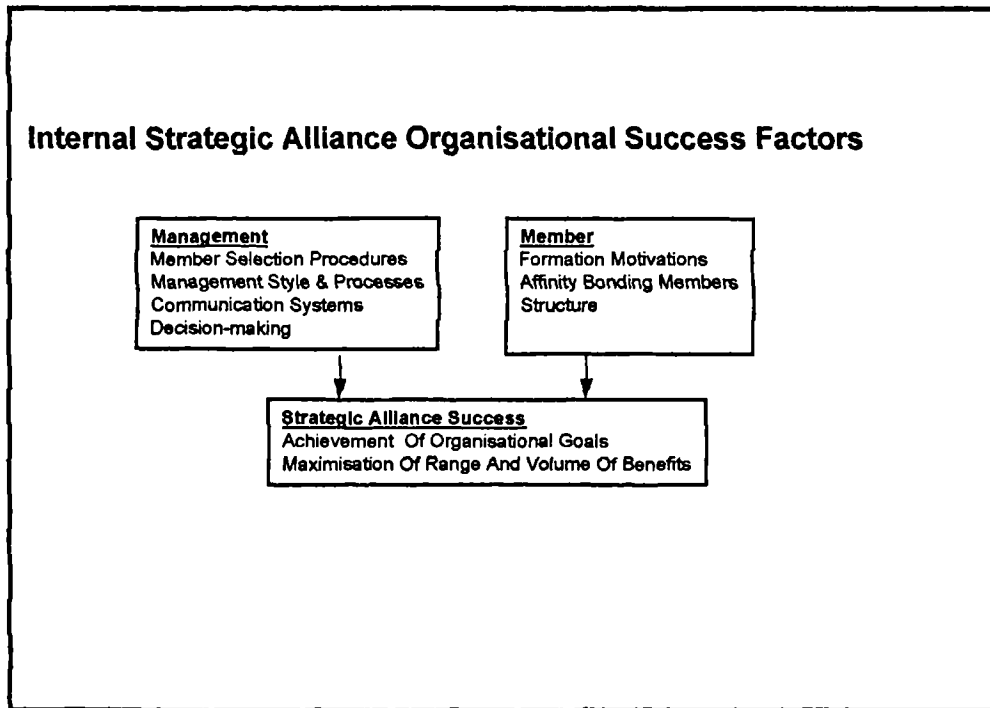 Internal Strategic Alliance Organisational Success Factors
Management
Member Selection Procedures
Management Style & Processes
Communication Systems
Decision-making
Member
Formation Motivations
Affinity Bonding Members
Structure
Strategic Alliance Success
Achievement Of Organisational Goals
Maximisation Of Range And Volume Of Benefits